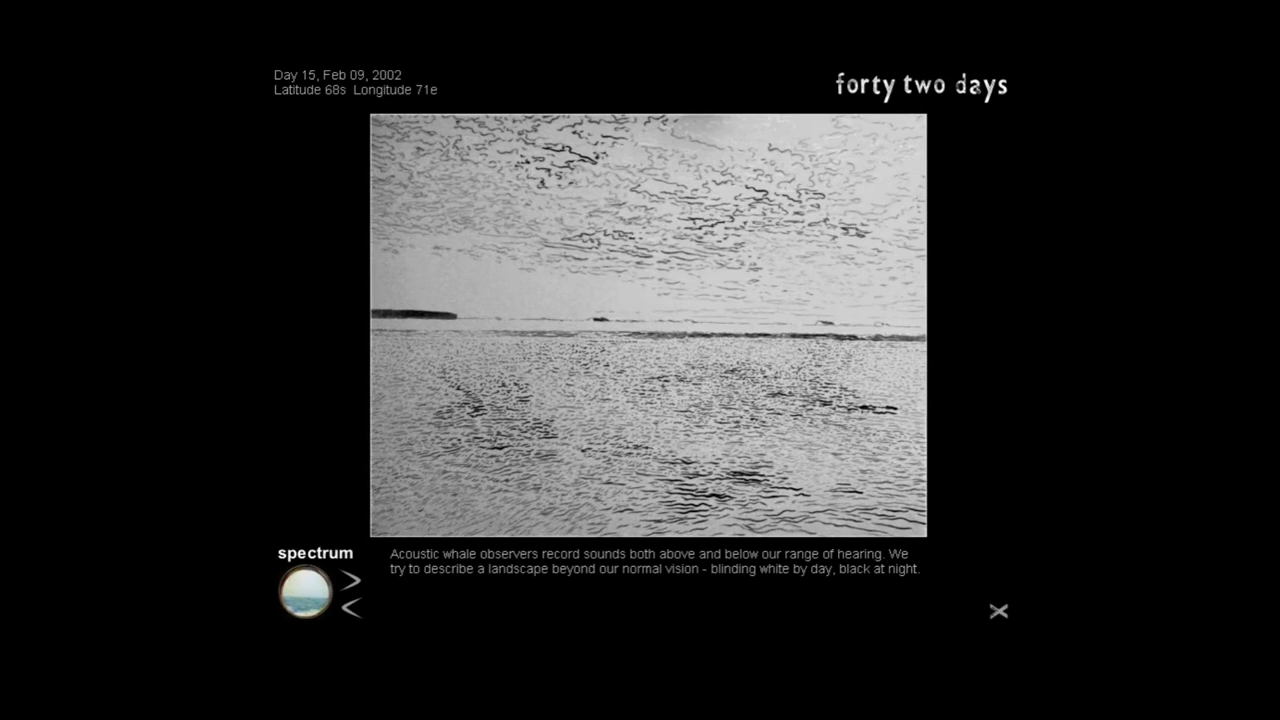 Day 15, Feb 09, 2002
Latitude 68s Longitude 71e
forty two days
spectrum
Acoustic whale observers record sounds both above and below our range of hearing. We
try to describe a landscape beyond our normal vision - blinding white by day, black at night.